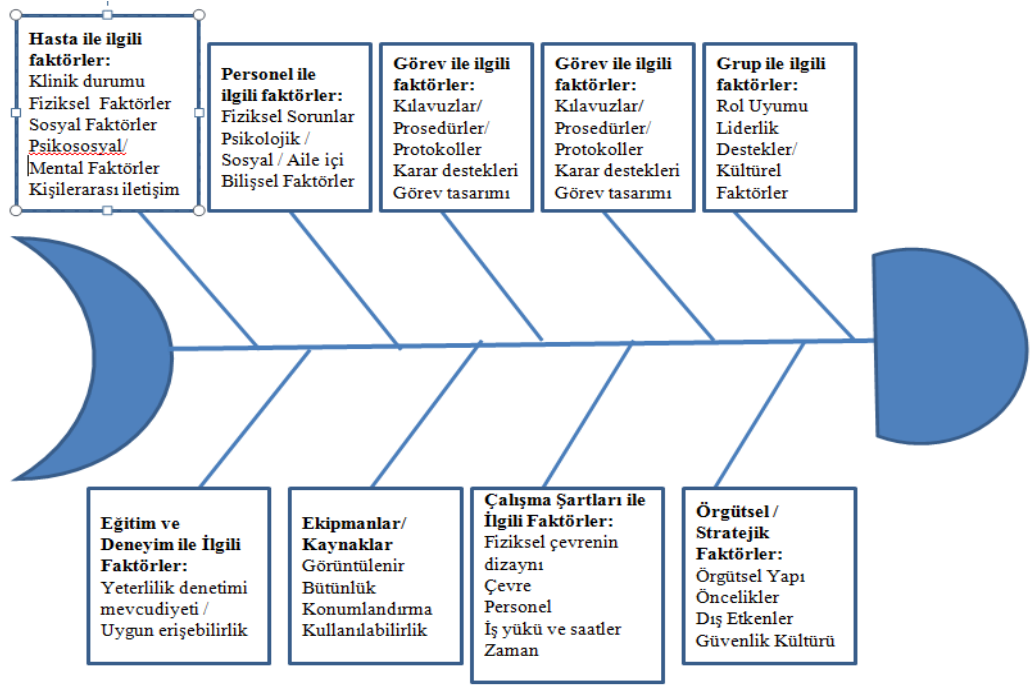 Hasta ile ilgili
faktörler:
Klinik durumu
Fiziksel Faktörler
Sosyal Faktörler
Psikososyal/
Mental Faktörler
Kişilerarası iletişim
Personel ile
ilgili faktörler:
Fiziksel Sorunlar
Psikolojik /
Sosyal / Aile içi
Bilişsel Faktörler
Görev ile ilgili
faktörler:
Kılavuzlar/
Prosedürler/
Protokoller
Karar destekleri
Görev tasarımı
Görev ile ilgili
faktörler:
Kılavuzlar/
Prosedürler/
Protokoller
Karar destekleri
Görev tasarımı
Grup ile ilgili
faktörler:
Rol Uyumu
Liderlik
Destekler/
Kültürel
Faktörler
Eğitim ve
Deneyim ile İlgili
Faktörler:
Yeterlilik denetimi
mevcudiyeti /
Uygun erişebilirlik
Ekipmanlar/
Kaynaklar
Görüntülenir
Bütünlük
Konumlandırma
Kullanılabilirlik
Çalışma Şartları ile
İlgili Faktörler:
Fiziksel çevrenin
dizaynı
Çevre
Personel
İş yükü ve saatler
Zaman
Örgütsel /
Stratejik
Faktörler:
Örgütsel Yapı
Öncelikler
Dış Etkenler
Güvenlik Kültürü